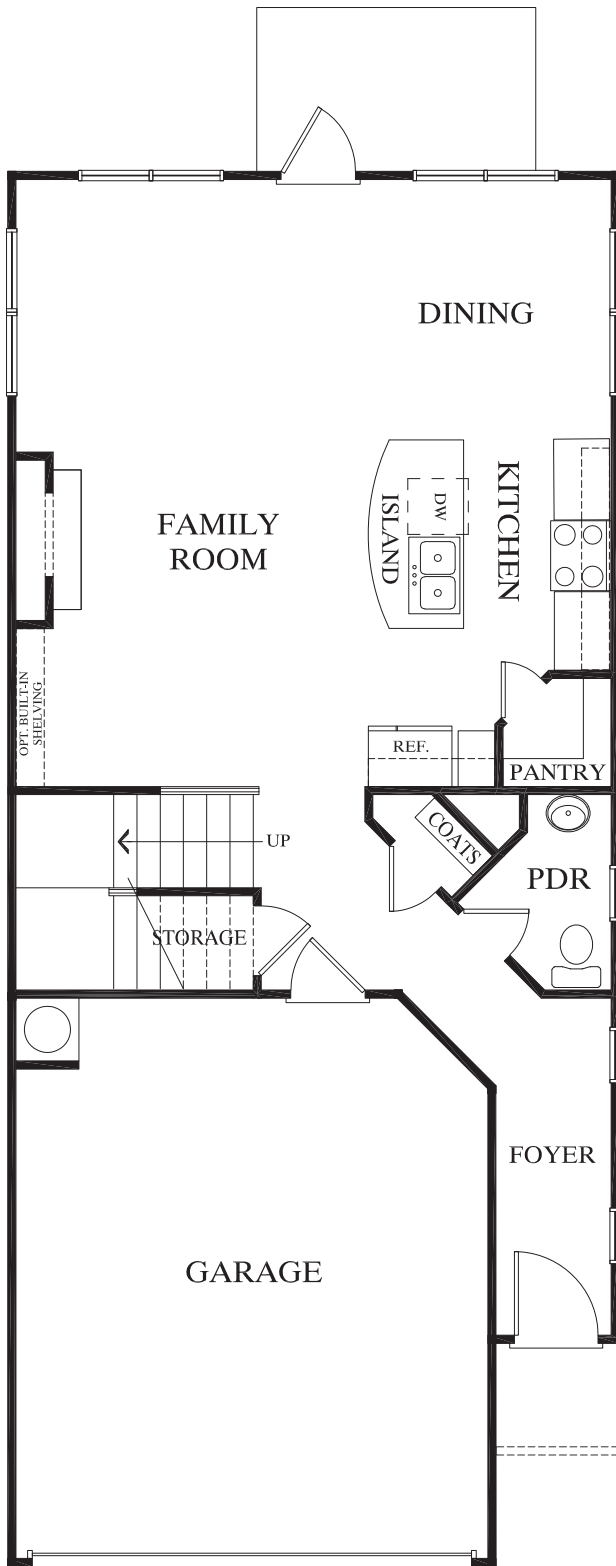 DINING
KITCHEN
DW
ISLAND
FAMILY
ROOM
OPT. BUILT-IN
SHELVING
REF.
PANTRY
COATS
UP
PDR
STORAGE
FOYER
GARAGE